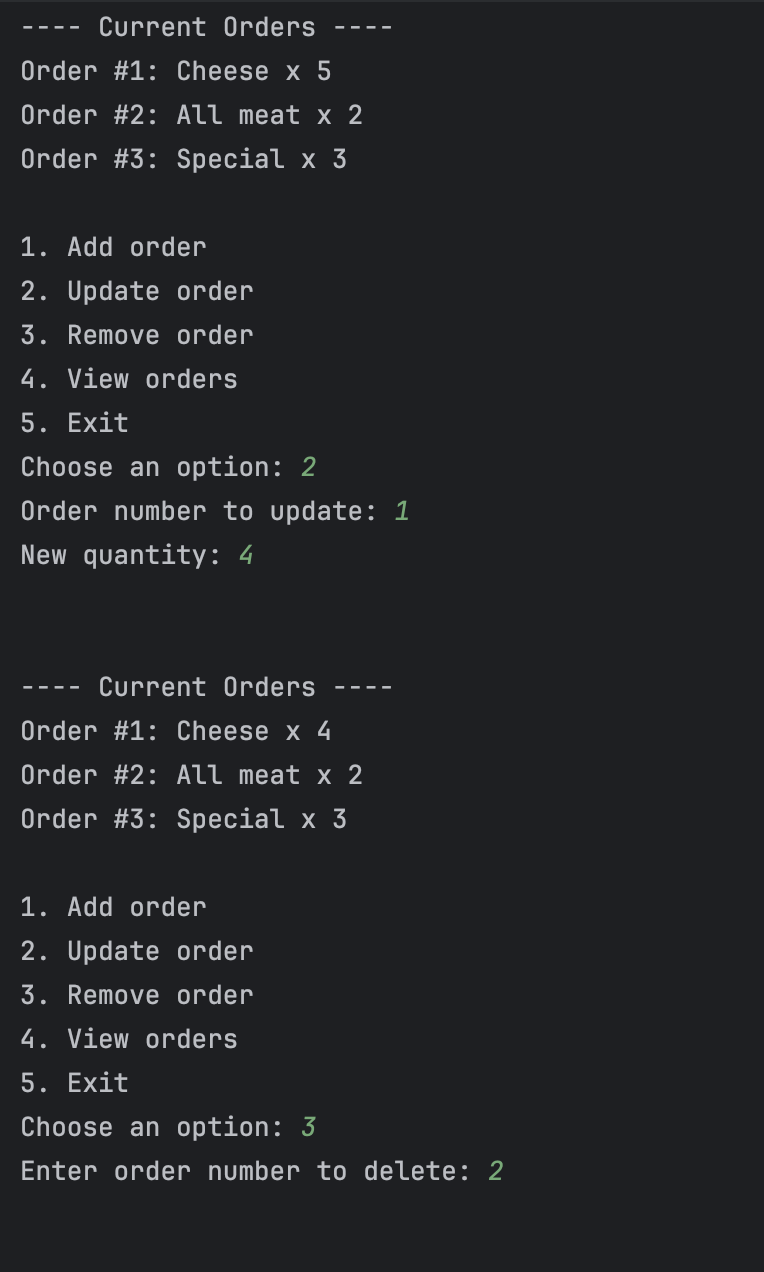 ---- Current Orders ----
Order #1: Cheese x 5
Order #2: All meat x 2
Order #3: Special x 3
1. Add order
2. Update order
3. Remove order
4. View orders
5. Exit
Choose an option: 2
Order number to update: 1
New quantity: 4
---- Current Orders ----
Order #1: Cheese x 4
Order #2: All meat x 2
Order #3: Special x 3
1. Add order
2. Update order
3. Remove order
4. View orders
5. Exit
Choose an option: 3
Enter order number to delete: 2